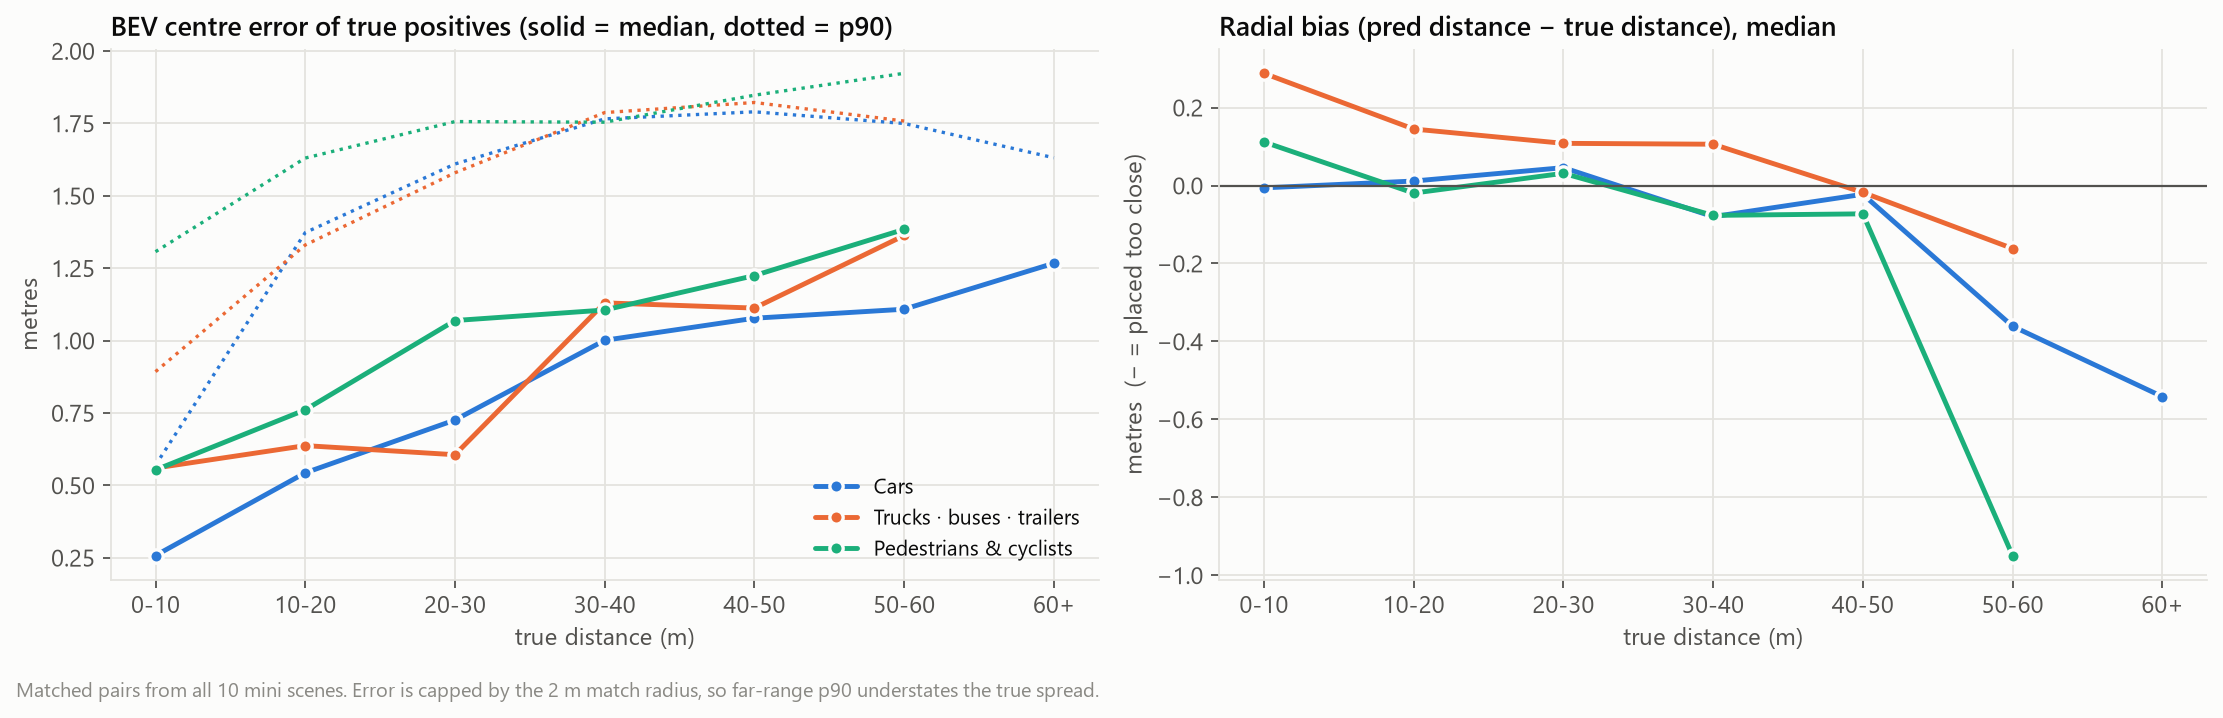 BEV centre error of true positives (solid = median, dotted = p90)
2.00
1.75
1.50
1.25
1.00
0.75
0.50
0.25
metres
0-10
10-20
20-30
30-40
40-50
50-60
60+
true distance (m)
Cars
Trucks · buses · trailers
Pedestrians & cyclists
Radial bias (pred distance − true distance), median
0.2
0.0
−0.2
−0.4
−0.6
−0.8
−1.0
metres (− = placed too close)
0-10
10-20
20-30
30-40
40-50
50-60
60+
true distance (m)
Matched pairs from all 10 mini scenes. Error is capped by the 2 m match radius, so far-range p90 understates the true spread.